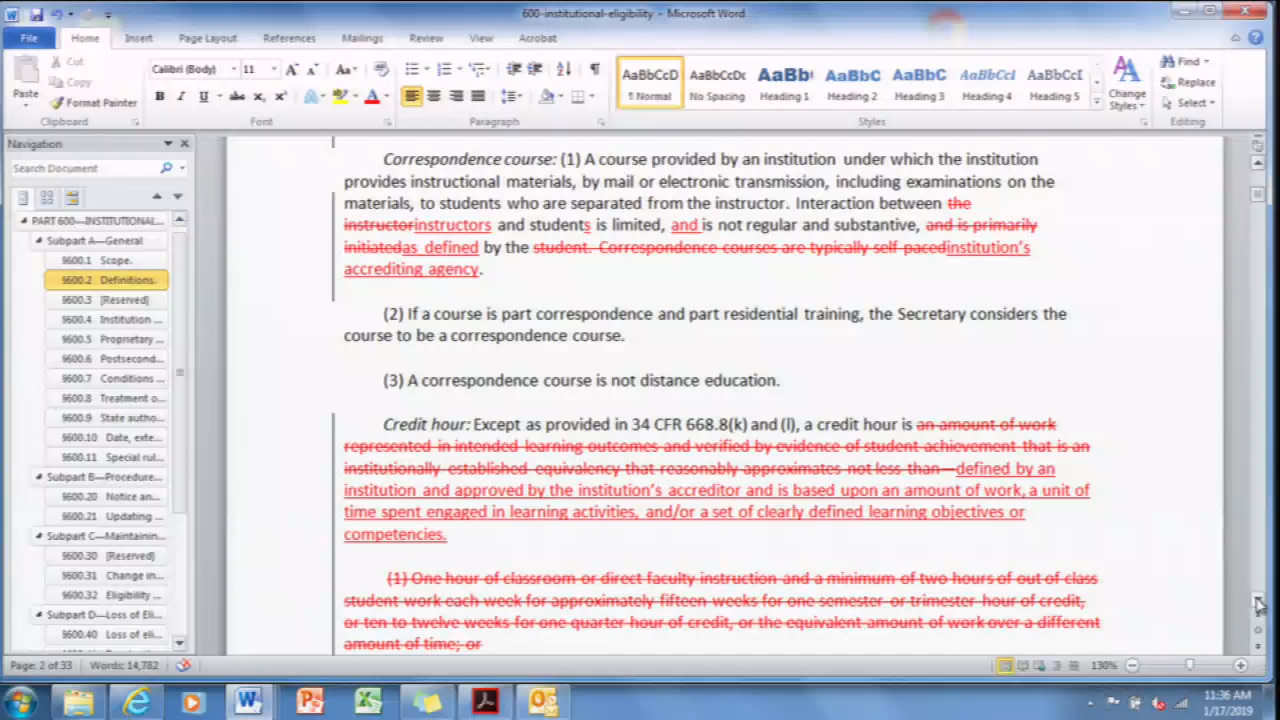 600-institutional-eligibility - Microsoft Word
File Home Insert Page Layout References Mailings Review View Acrobat
Paste
Cut
Copy
Format Painter
Clipboard
Calibri (Body) 11
Font
Paragraph
AaBbCcD AaBbCcDc AaBb( AaBbCc AaBbC AaBbCcI AaBbCcI
¶ Normal No Spacing Heading 1 Heading 2 Heading 3 Heading 4 Heading 5
Styles
Change
Styles
Find
Replace
Select
Editing
Navigation
Search Document
PART 600—INSTITUTIONAL...
Subpart A—General
§600.1 Scope.
§600.2 Definitions.
§600.3 [Reserved]
§600.4 Institution ...
§600.5 Proprietary ...
§600.6 Postsecond...
§600.7 Conditions ...
§600.8 Treatment o...
§600.9 State autho...
§600.10 Date, exte...
§600.11 Special rul...
Subpart B—Procedure...
§600.20 Notice an...
§600.21 Updating ...
Subpart C—Maintainin...
§600.30 [Reserved]
§600.31 Change in...
§600.32 Eligibility ...
Subpart D—Loss of Eli...
§600.40 Loss of eli...
Correspondence course: (1) A course provided by an institution under which the institution
provides instructional materials, by mail or electronic transmission, including examinations on the
materials, to students who are separated from the instructor. Interaction between the
instructorinstructors and students is limited, and is not regular and substantive, and is primarily
initiatedas defined by the student. Correspondence courses are typically self-pacedinstitution's
accrediting agency.
(2) If a course is part correspondence and part residential training, the Secretary considers the
course to be a correspondence course.
(3) A correspondence course is not distance education.
Credit hour: Except as provided in 34 CFR 668.8(k) and (l), a credit hour is an amount of work
represented in intended learning outcomes and verified by evidence of student achievement that is an
institutionally established equivalency that reasonably approximates not less than—defined by an
institution and approved by the institution's accreditor and is based upon an amount of work, a unit of
time spent engaged in learning activities, and/or a set of clearly defined learning objectives or
competencies.
(1) One hour of classroom or direct faculty instruction and a minimum of two hours of out of class
student work each week for approximately fifteen weeks for one semester or trimester hour of credit,
or ten to twelve weeks for one quarter hour of credit, or the equivalent amount of work over a different
amount of time; or
Page: 2 of 33 Words: 14,782
130%
11:36 AM
1/17/2019